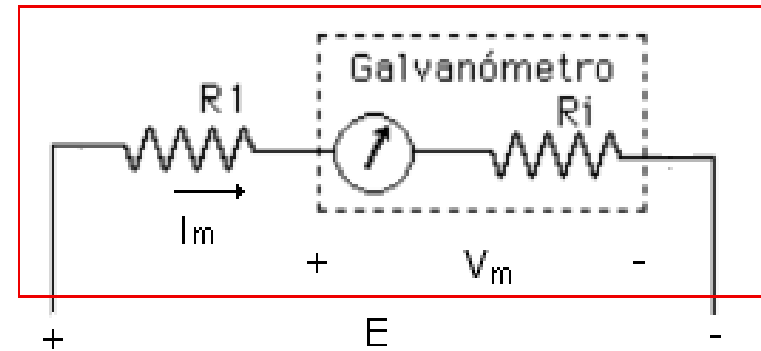 Galvanómetro
R1
Ri
Im
+ Vm -
+ E -